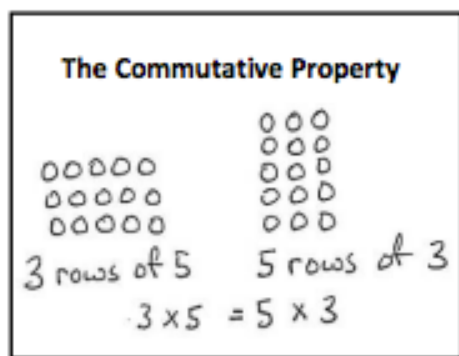 The Commutative Property
3 rows of 5
5 rows of 3
3 x 5 = 5 x 3